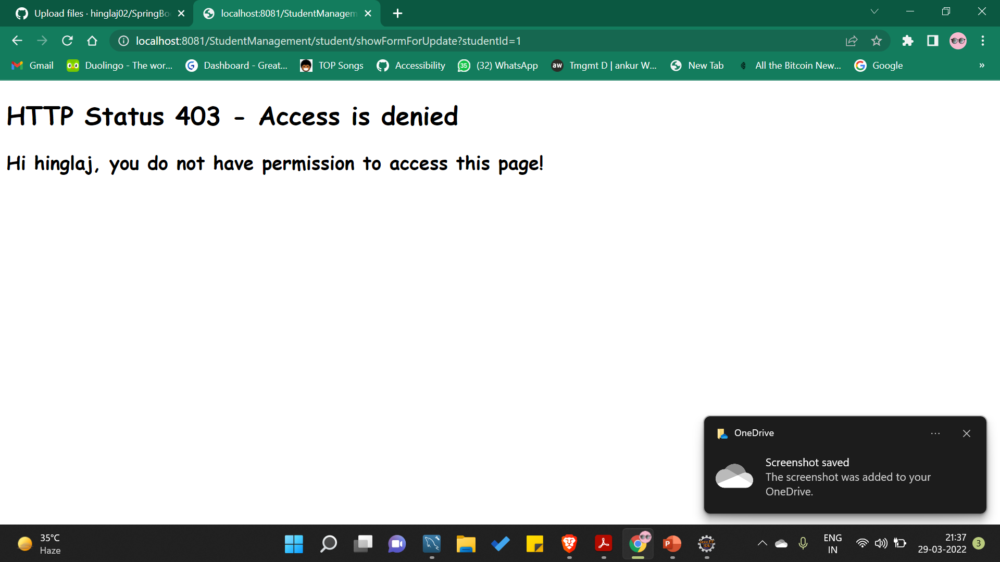 Upload files · hinglaj02/SpringBo
localhost:8081/StudentManagem
localhost:8081/StudentManagement/student/showFormForUpdate?studentId=1
Gmail
Duolingo - The wor...
Dashboard - Great...
TOP Songs
Accessibility
35
(32) WhatsApp
aw
Tmgmt D | ankur W...
New Tab
All the Bitcoin New...
Google
»
HTTP Status 403 - Access is denied
Hi hinglaj, you do not have permission to access this page!
OneDrive
Screenshot saved
The screenshot was added to your
OneDrive.
35°C
Haze
P
Java EE
IDE
ENG
IN
21:37
29-03-2022
3